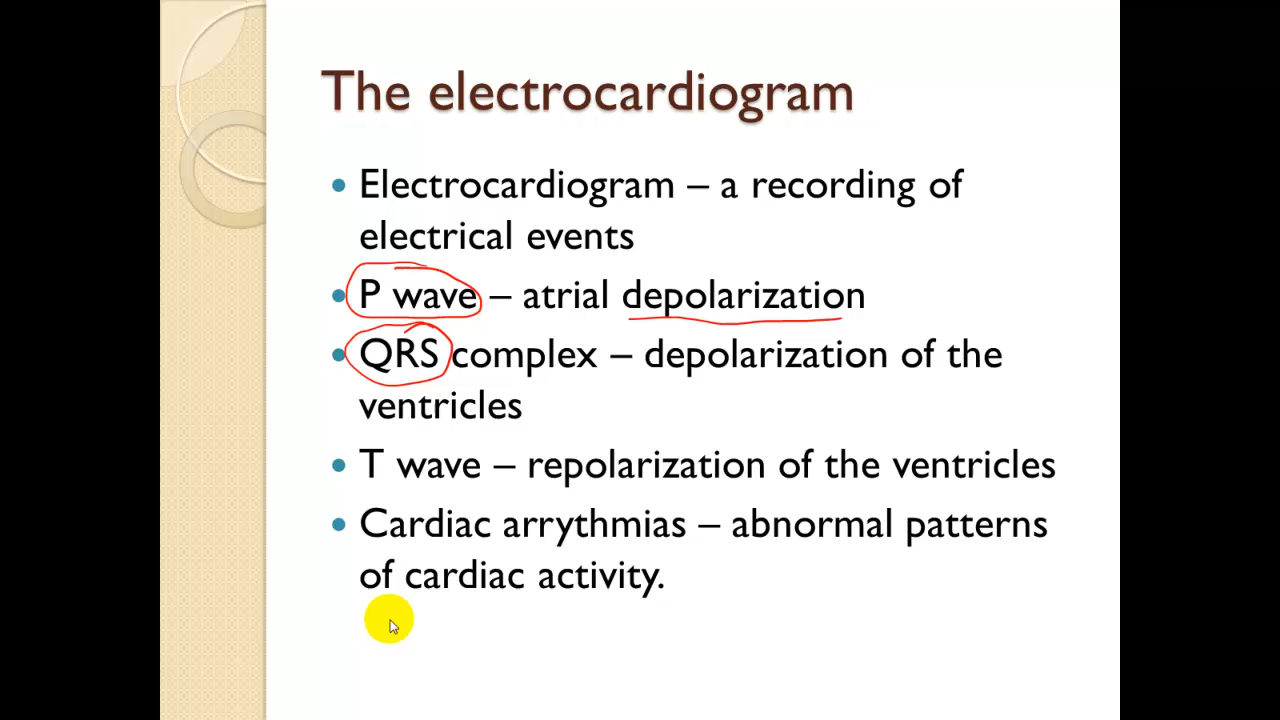 The electrocardiogram
• Electrocardiogram – a recording of
electrical events
• P wave – atrial depolarization
• QRS complex – depolarization of the
ventricles
• T wave – repolarization of the ventricles
• Cardiac arrythmias – abnormal patterns
of cardiac activity.